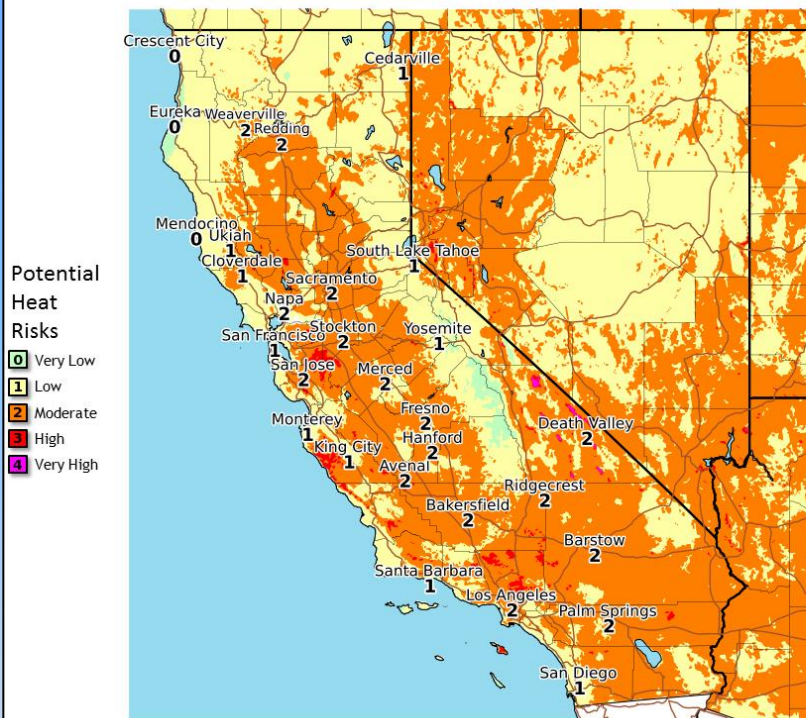 Crescent City
0
Cedarville
1
Eureka
0
Weaverville
2
Redding
2
Mendocino
0
Ukiah
1
Cloverdale
1
South Lake Tahoe
1
Sacramento
2
Napa
2
San Francisco
1
Stockton
2
Yosemite
1
San Jose
2
Merced
2
Monterey
1
Fresno
2
Hanford
2
King City
1
Avenal
2
Death Valley
2
Ridgecrest
2
Bakersfield
2
Barstow
2
Santa Barbara
1
Los Angeles
2
Palm Springs
2
San Diego
1
Potential
Heat
Risks
0 Very Low
1 Low
2 Moderate
3 High
4 Very High